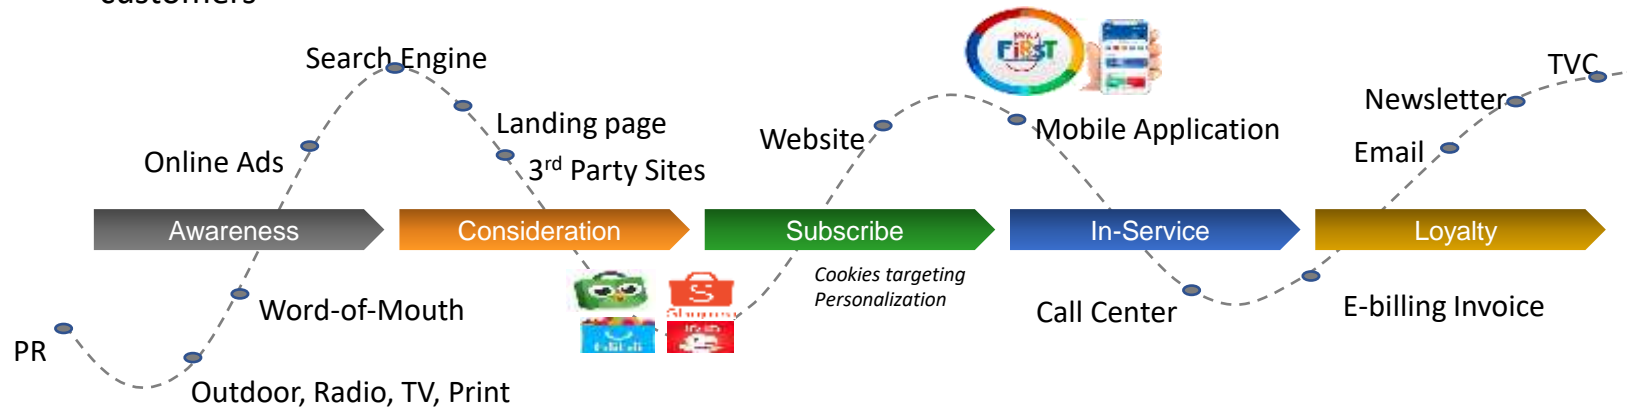 customers
Search Engine
TVC
Newsletter
Landing page
Website
Mobile Application
Online Ads
3rd Party Sites
Email
FiRST
Awareness
Consideration
Subscribe
In-Service
Loyalty
Cookies targeting
Personalization
Word-of-Mouth
Call Center
E-billing Invoice
PR
Outdoor, Radio, TV, Print